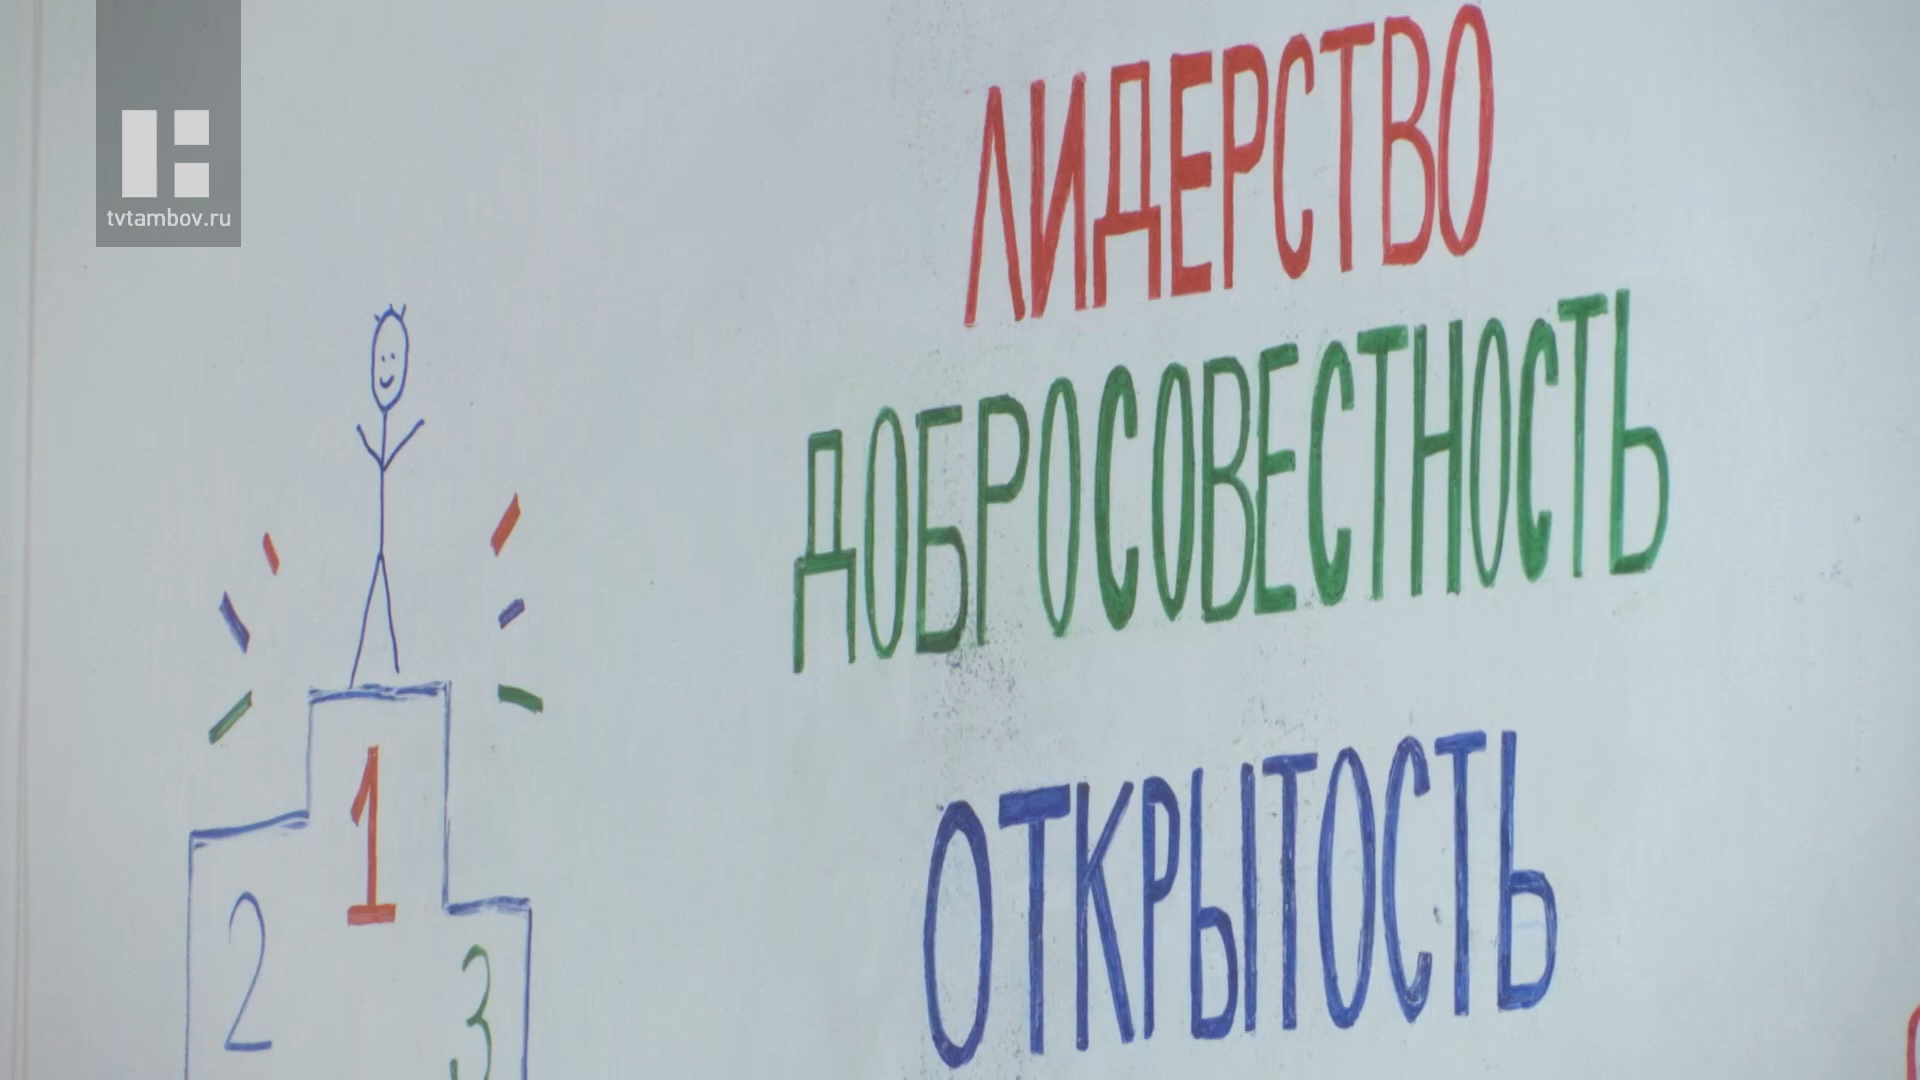 tvtambov.ru
ЛИДЕРСТВО
ДОБРОСОВЕСТНОСТЬ
ОТКРЫТОСТЬ
1
2
3